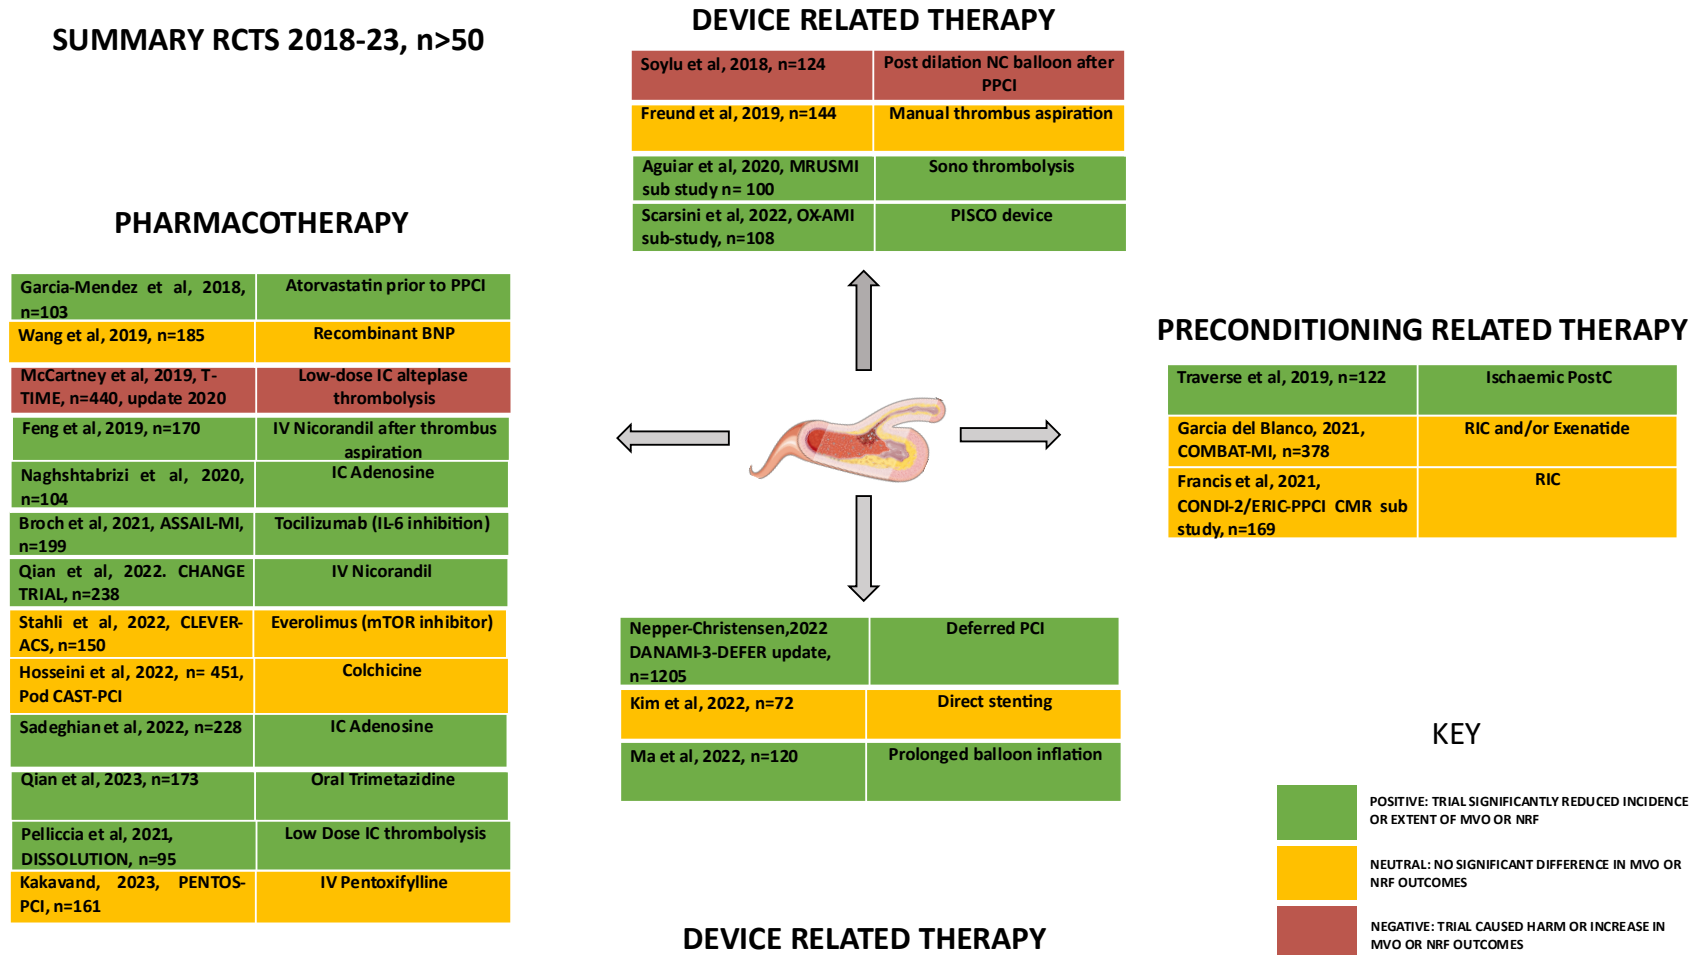 SUMMARY RCTS 2018-23, n>50
DEVICE RELATED THERAPY
Soylu et al, 2018, n=124
Post dilation NC balloon after
PPCI
Freund et al, 2019, n=144
Manual thrombus aspiration
Aguiar et al, 2020, MRUSMI
sub study n= 100
Sono thrombolysis
Scarsini et al, 2022, OX-AMI
sub-study, n=108
PISCO device
PHARMACOTHERAPY
Garcia-Mendez et al, 2018,
n=103
Atorvastatin prior to PPCI
Wang et al, 2019, n=185
Recombinant BNP
McCartney et al, 2019, T-
TIME, n=440, update 2020
Low-dose IC alteplase
thrombolysis
Feng et al, 2019, n=170
IV Nicorandil after thrombus
aspiration
Naghshtabrizi et al, 2020,
n=104
IC Adenosine
Broch et al, 2021, ASSAIL-MI,
n=199
Tocilizumab (IL-6 inhibition)
Qian et al, 2022. CHANGE
TRIAL, n=238
IV Nicorandil
Stahli et al, 2022, CLEVER-
ACS, n=150
Everolimus (mTOR inhibitor)
Hosseini et al, 2022, n= 451,
Pod CAST-PCI
Colchicine
Sadeghian et al, 2022, n=228
IC Adenosine
Qian et al, 2023, n=173
Oral Trimetazidine
Pelliccia et al, 2021,
DISSOLUTION, n=95
Low Dose IC thrombolysis
Kakavand, 2023, PENTOS-
PCI, n=161
IV Pentoxifylline
PRECONDITIONING RELATED THERAPY
Traverse et al, 2019, n=122
Ischaemic PostC
Garcia del Blanco, 2021,
COMBAT-MI, n=378
RIC and/or Exenatide
Francis et al, 2021,
CONDI-2/ERIC-PPCI CMR sub
study, n=169
RIC
Nepper-Christensen,2022
DANAMI-3-DEFER update,
n=1205
Deferred PCI
Kim et al, 2022, n=72
Direct stenting
Ma et al, 2022, n=120
Prolonged balloon inflation
DEVICE RELATED THERAPY
KEY
POSITIVE: TRIAL SIGNIFICANTLY REDUCED INCIDENCE
OR EXTENT OF MVO OR NRF
NEUTRAL: NO SIGNIFICANT DIFFERENCE IN MVO OR
NRF OUTCOMES
NEGATIVE: TRIAL CAUSED HARM OR INCREASE IN
MVO OR NRF OUTCOMES